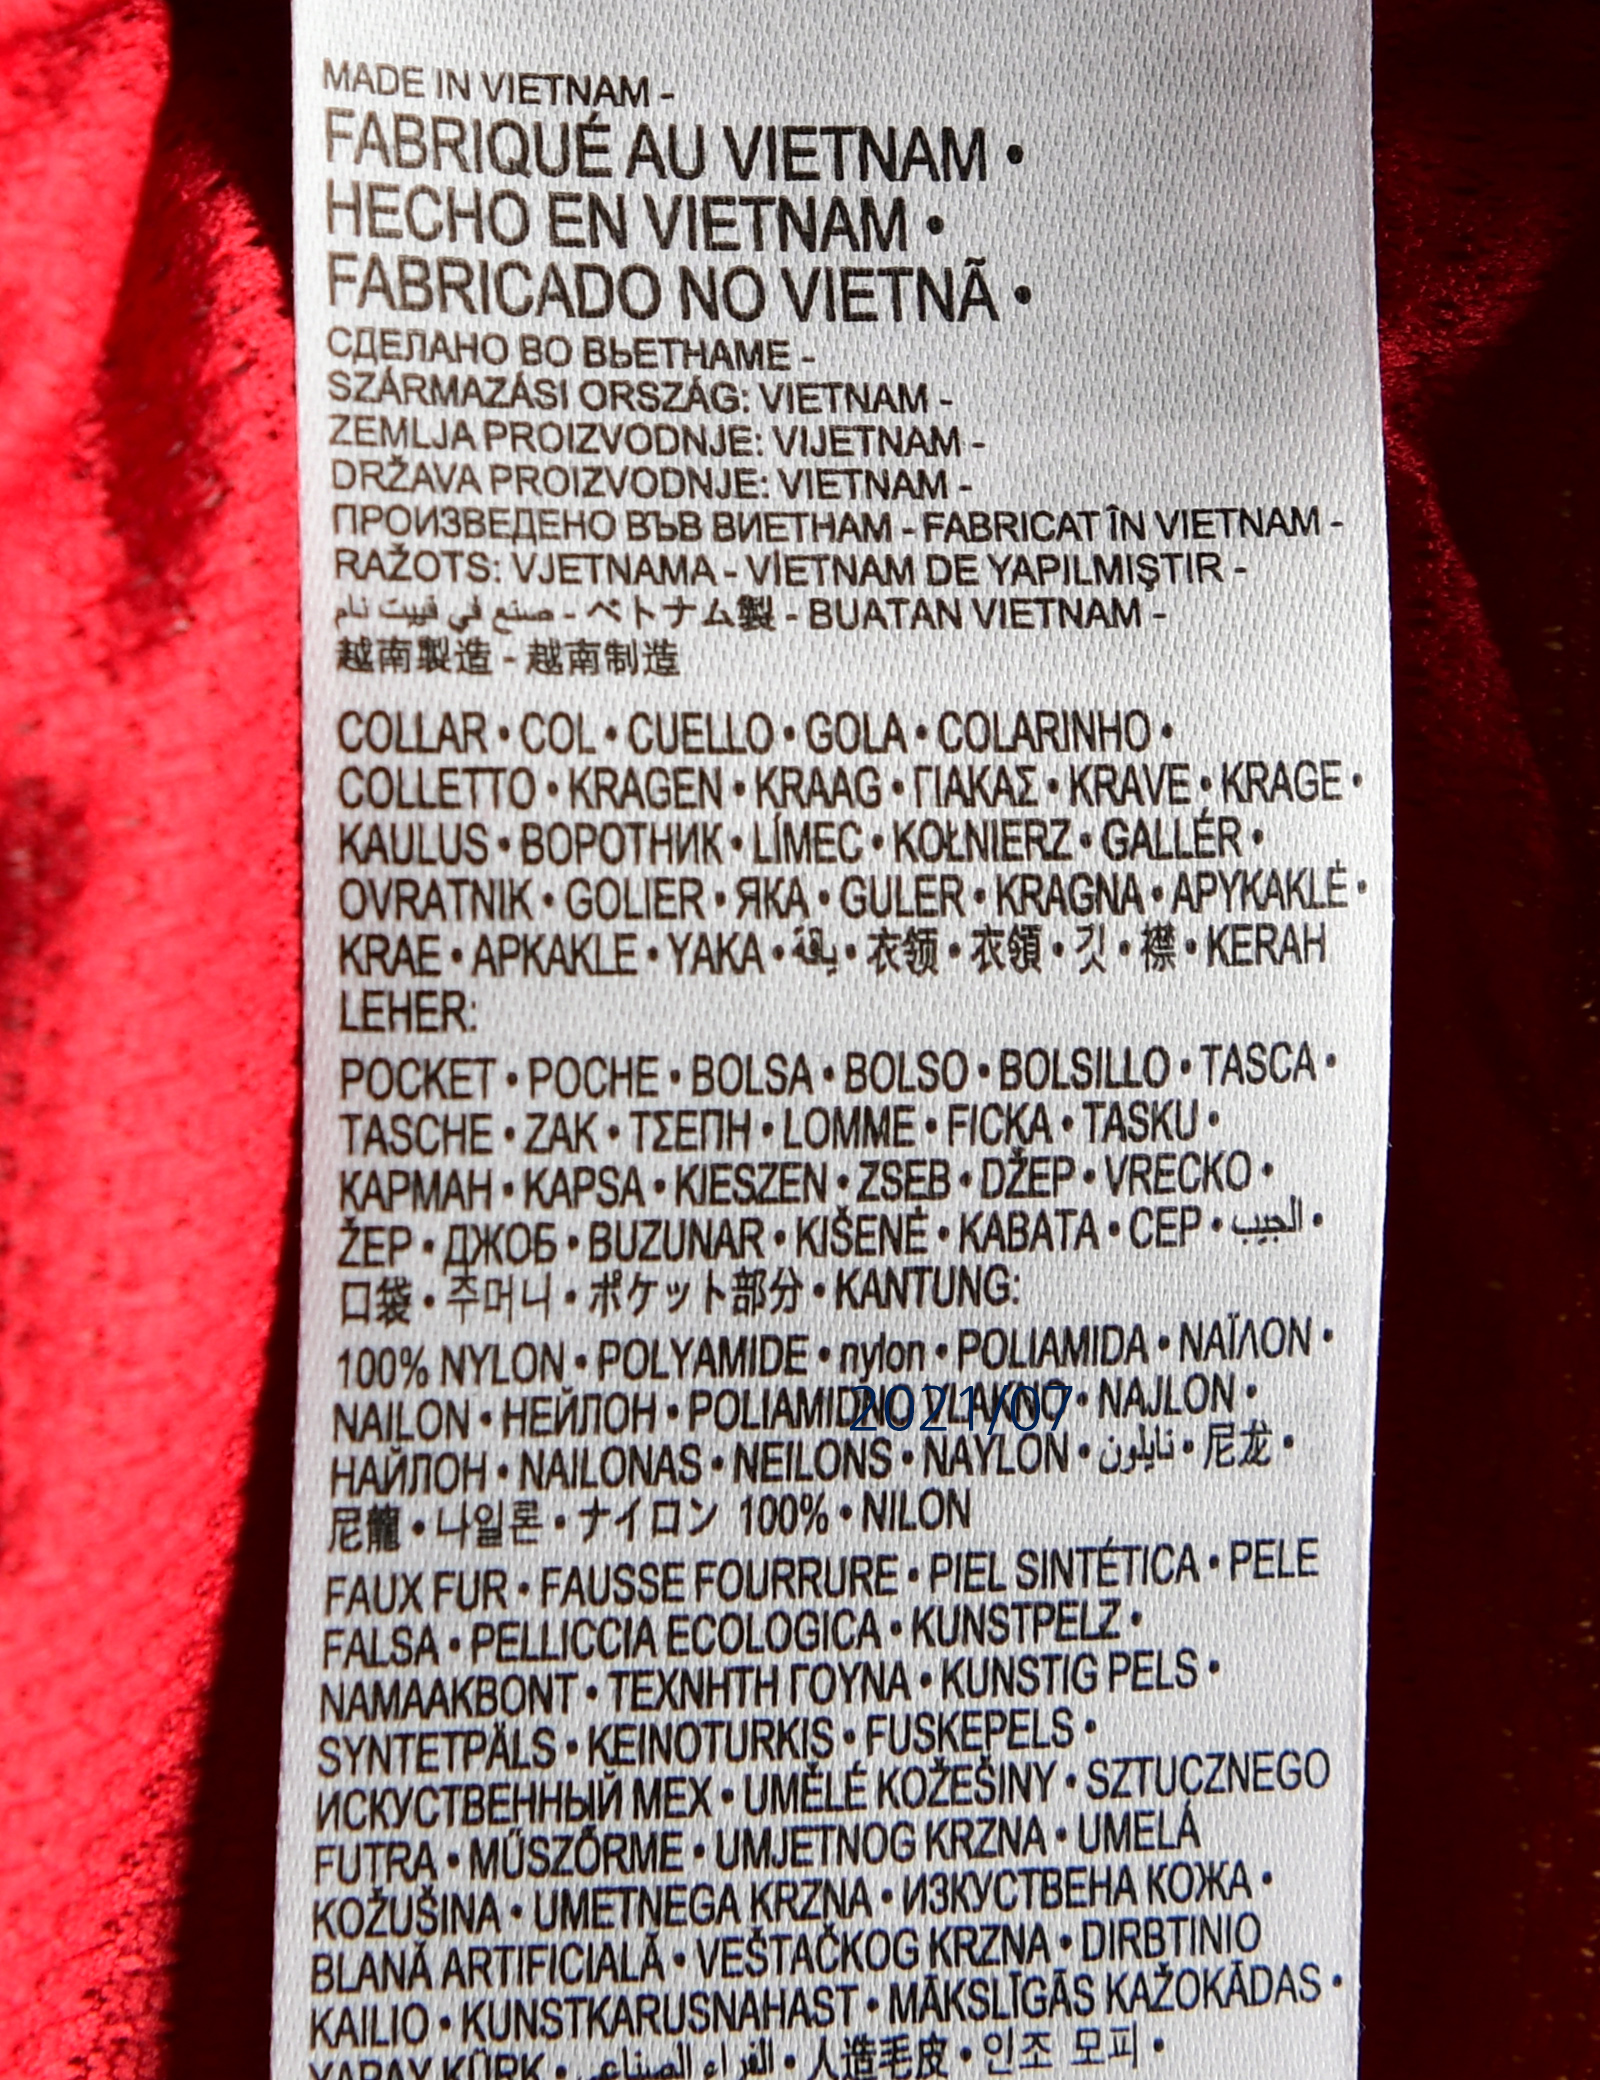 MADE IN VIETNAM -
FABRIQUÉ AU VIETNAM •
HECHO EN VIETNAM •
FABRICADO NO VIETNÃ •
СДЕЛАНО ВО ВЬЕТНАМЕ -
SZÁRMAZÁSI ORSZÁG: VIETNAM -
ZEMLJA PROIZVODNJE: VIJETNAM -
DRŽAVA PROIZVODNJE: VIETNAM -
ПРОИЗВЕДЕНО ВЪВ ВИЕТНАМ - FABRICAT ÎN VIETNAM -
RAŽOTS: VJETNAMA - VİETNAM DE YAPILMIŞTIR -
صنع في فييت نام - ベトナム製 - BUATAN VIETNAM -
越南製造 - 越南制造
COLLAR • COL • CUELLO • GOLA • COLARINHO •
COLLETTO • KRAGEN • KRAAG • ΓΙΑΚΑΣ • KRAVE • KRAGE •
KAULUS • ВОРОТНИК • LÍMEC • KOŁNIERZ • GALLÉR •
OVRATNIK • GOLIER • ЯКА • GULER • KRAGNA • APYKAKLĖ •
KRAE • APKAKLE • YAKA • ياقة • 衣领 • 衣領 • 깃 • 襟 • KERAH
LEHER:
POCKET • POCHE • BOLSA • BOLSO • BOLSILLO • TASCA •
TASCHE • ZAK • ΤΣΕΠΗ • LOMME • FICKA • TASKU •
КАРМАН • KAPSA • KIESZEN • ZSEB • DŽEP • VRECKO •
ŽEP • ДЖОБ • BUZUNAR • KIŠENĖ • KABATA • CEP • الجيب •
口袋 • 주머니 • ポケット部分 • KANTUNG:
100% NYLON • POLYAMIDE • nylon • POLIAMIDA • ΝΑΪΛΟΝ •
NAILON • НЕЙЛОН • POLIAMIDNO VLAKNO • NAJLON •
2021/07
НАЙЛОН • NAILONAS • NEILONS • NAYLON • نايلون • 尼龙 •
尼龍 • 나일론 • ナイロン 100% • NILON
FAUX FUR • FAUSSE FOURRURE • PIEL SINTÉTICA • PELE
FALSA • PELLICCIA ECOLOGICA • KUNSTPELZ •
NAMAAKBONT • ΤΕΧΝΗΤΗ ΓΟΥΝΑ • KUNSTIG PELS •
SYNTETPÄLS • KEINOTURKIS • FUSKEPELS •
ИСКУСТВЕННЫЙ МЕХ • UMĚLÉ KOŽEŠINY • SZTUCZNEGO
FUTRA • MŰSZŐRME • UMJETNOG KRZNA • UMELÁ
KOŽUŠINA • UMETNEGA KRZNA • ИЗКУСТВЕНА КОЖА •
BLANĂ ARTIFICIALĂ • VEŠTAČKOG KRZNA • DIRBTINIO
KAILIO • KUNSTKARUSNAHAST • MĀKSLĪGĀS KAŽOKĀDAS •
YAPAY KÜRK • الفراء الصناعي • 人造毛皮 • 인조 모피 •